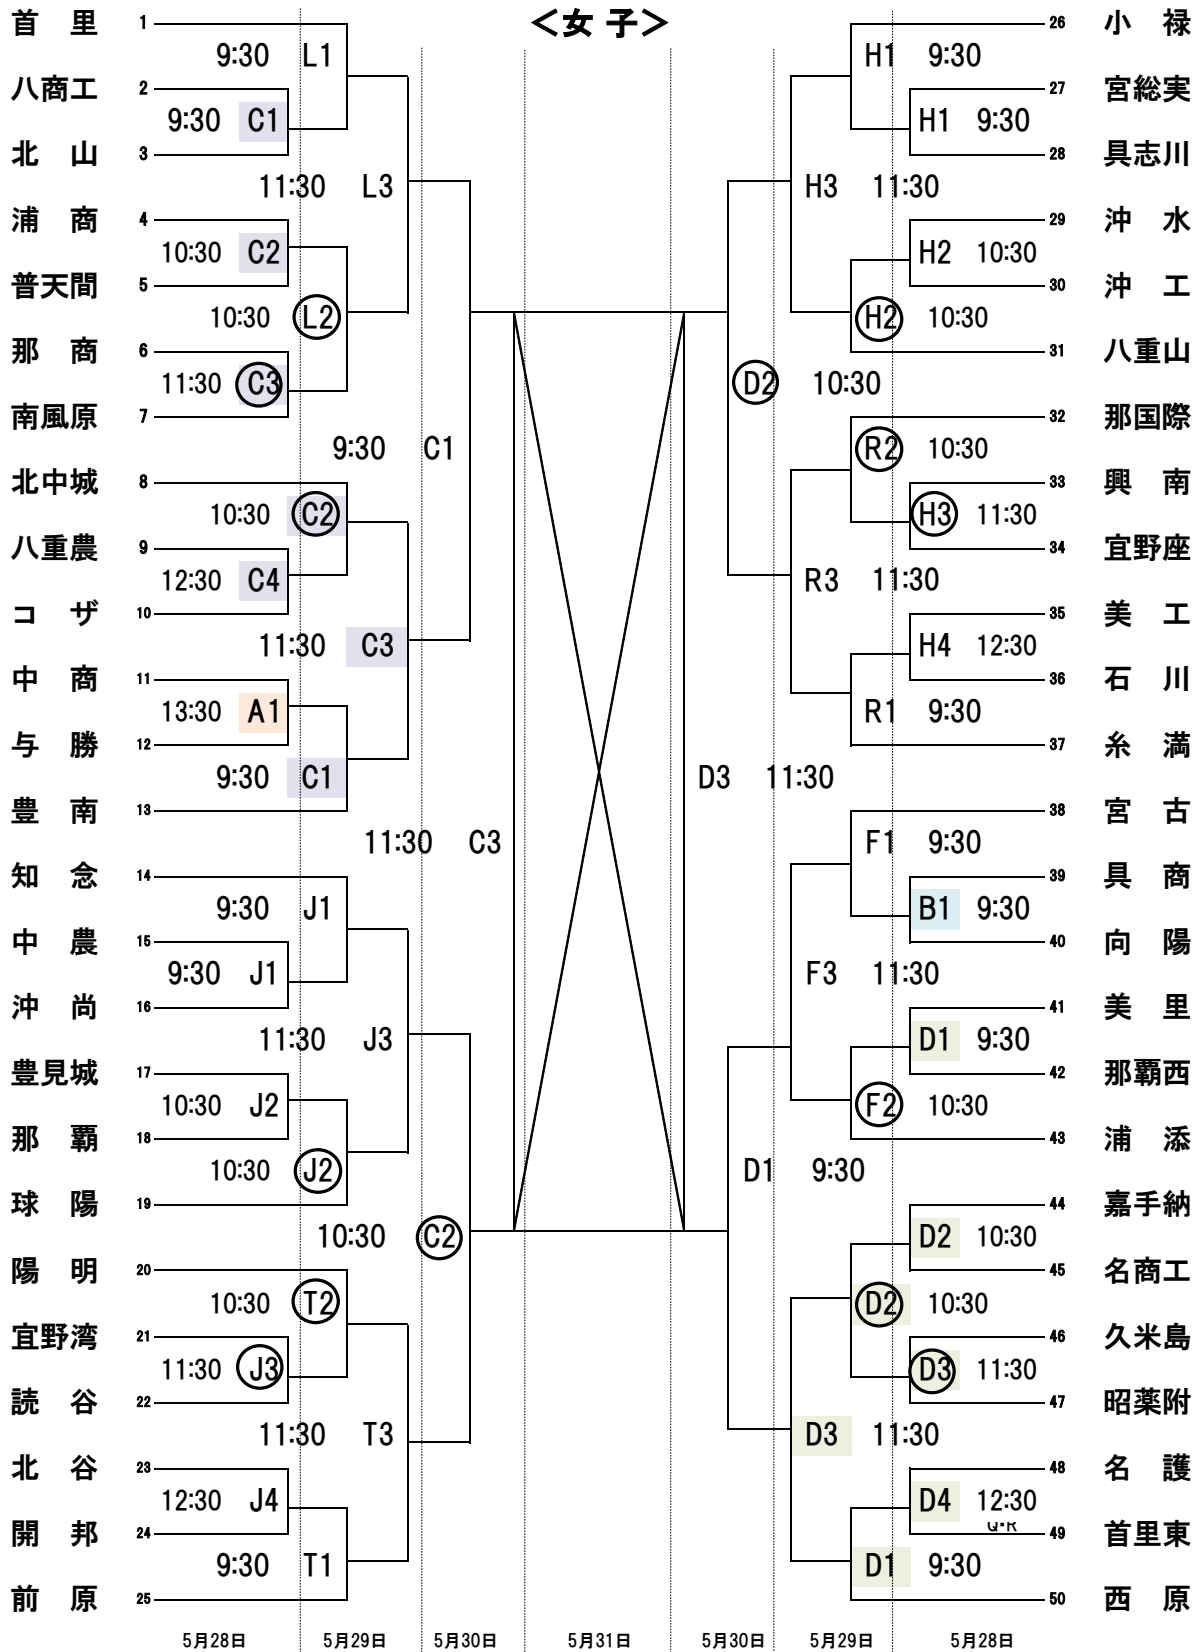 <女 子>
首 里 1
9:30 L1
八商工 2
9:30 C1
北 山 3
11:30 L3
浦 商 4
10:30 C2
普天間 5
10:30 L2
那 商 6
11:30 C3
南風原 7
9:30 C1
北中城 8
10:30 C2
八重農 9
12:30 C4
コ ザ 10
11:30 C3
中 商 11
13:30 A1
与 勝 12
9:30 C1
豊 南 13
11:30 C3
知 念 14
9:30 J1
中 農 15
9:30 J1
沖 尚 16
11:30 J3
豊見城 17
10:30 J2
那 覇 18
10:30 J2
球 陽 19
10:30 C2
陽 明 20
10:30 T2
宜野湾 21
11:30 J3
読 谷 22
11:30 T3
北 谷 23
12:30 J4
開 邦 24
9:30 T1
前 原 25
26 小 禄
H1 9:30
27 宮総実
H1 9:30
28 具志川
H3 11:30
29 沖 水
H2 10:30
30 沖 工
H2 10:30
31 八重山
D2 10:30
32 那国際
R2 10:30
33 興 南
H3 11:30
34 宜野座
R3 11:30
35 美 工
H4 12:30
36 石 川
R1 9:30
37 糸 満
D3 11:30
38 宮 古
F1 9:30
39 具 商
B1 9:30
40 向 陽
F3 11:30
41 美 里
D1 9:30
42 那覇西
F2 10:30
43 浦 添
D1 9:30
44 嘉手納
D2 10:30
45 名商工
D2 10:30
46 久米島
D3 11:30
47 昭薬附
D3 11:30
48 名 護
D4 12:30
49 首里東
D1 9:30
50 西 原
5月28日 5月29日 5月30日 5月31日 5月30日 5月29日 5月28日